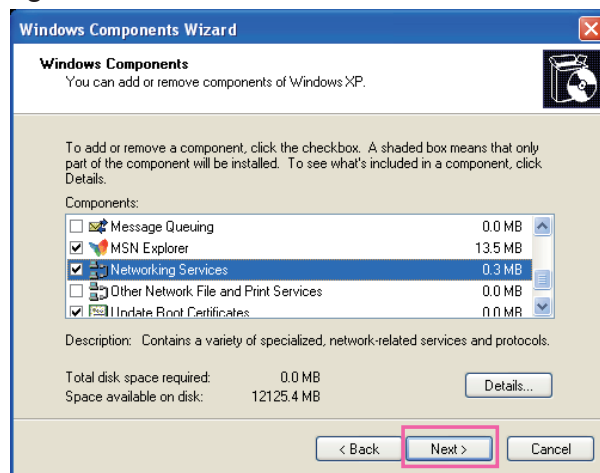 Windows Components Wizard
Windows Components
You can add or remove components of Windows XP.
To add or remove a component, click the checkbox. A shaded box means that only
part of the component will be installed. To see what's included in a component, click
Details.
Components:
Message Queuing 0.0 MB
MSN Explorer 13.5 MB
Networking Services 0.3 MB
Other Network File and Print Services 0.0 MB
Update Root Certificates 0.0 MB
Description: Contains a variety of specialized, network-related services and protocols.
Total disk space required: 0.0 MB
Space available on disk: 12125.4 MB
Details...
< Back Next > Cancel